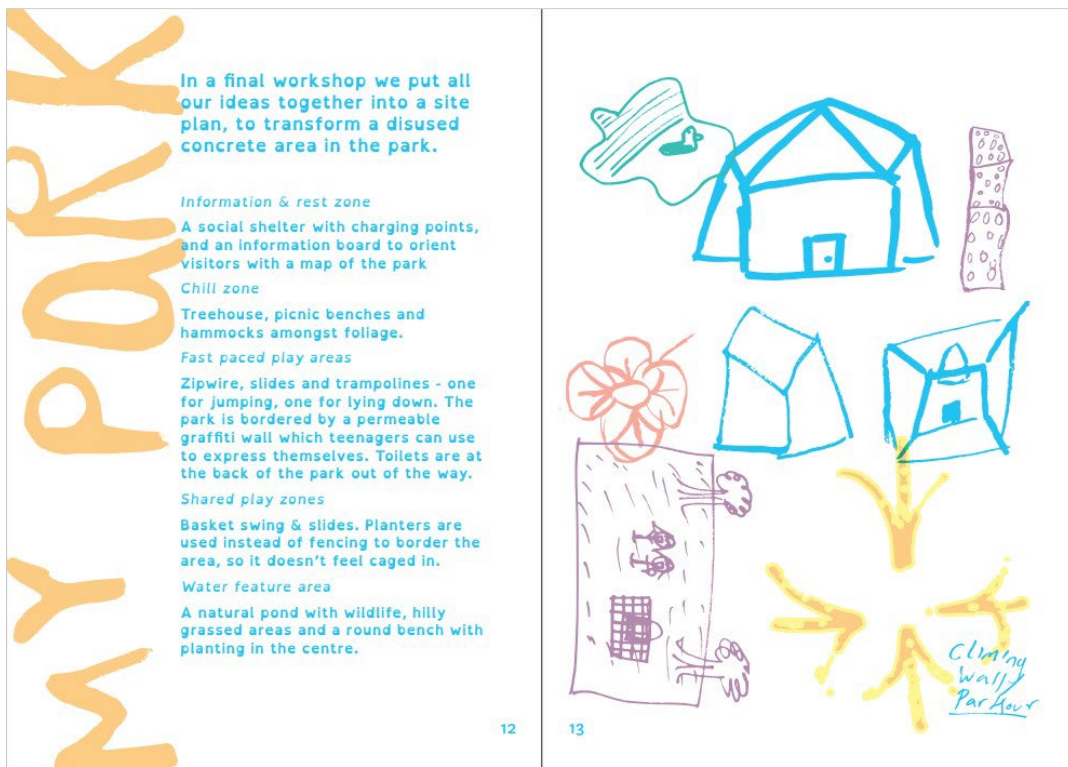 MY PARK
In a final workshop we put all
our ideas together into a site
plan, to transform a disused
concrete area in the park.
Information & rest zone
A social shelter with charging points,
and an information board to orient
visitors with a map of the park
Chill zone
Treehouse, picnic benches and
hammocks amongst foliage.
Fast paced play areas
Zipwire, slides and trampolines - one
for jumping, one for lying down. The
park is bordered by a permeable
graffiti wall which teenagers can use
to express themselves. Toilets are at
the back of the park out of the way.
Shared play zones
Basket swing & slides. Planters are
used instead of fencing to border the
area, so it doesn't feel caged in.
Water feature area
A natural pond with wildlife, hilly
grassed areas and a round bench with
planting in the centre.
12
13
Climing
Wally
Parkour